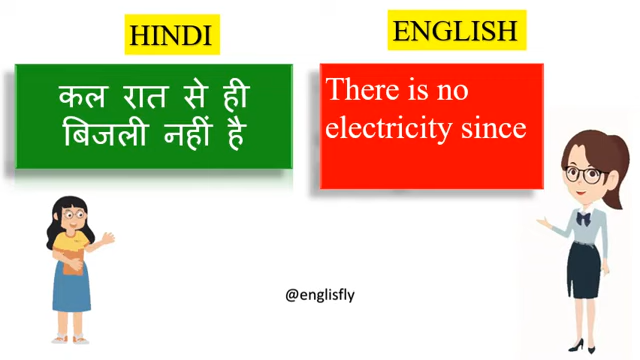 HINDI
ENGLISH
कल रात से ही
बिजली नहीं है
There is no
electricity since
@englisfly